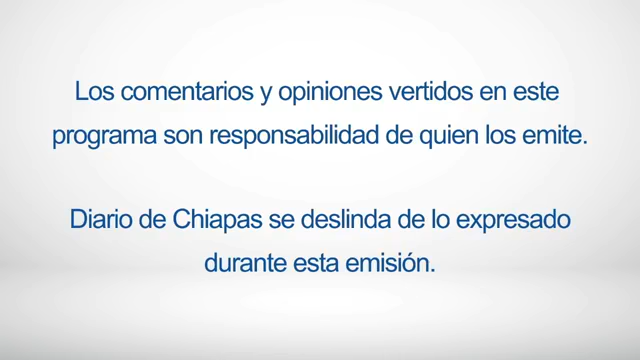 Los comentarios y opiniones vertidos en este
programa son responsabilidad de quien los emite.
Diario de Chiapas se deslinda de lo expresado
durante esta emisión.